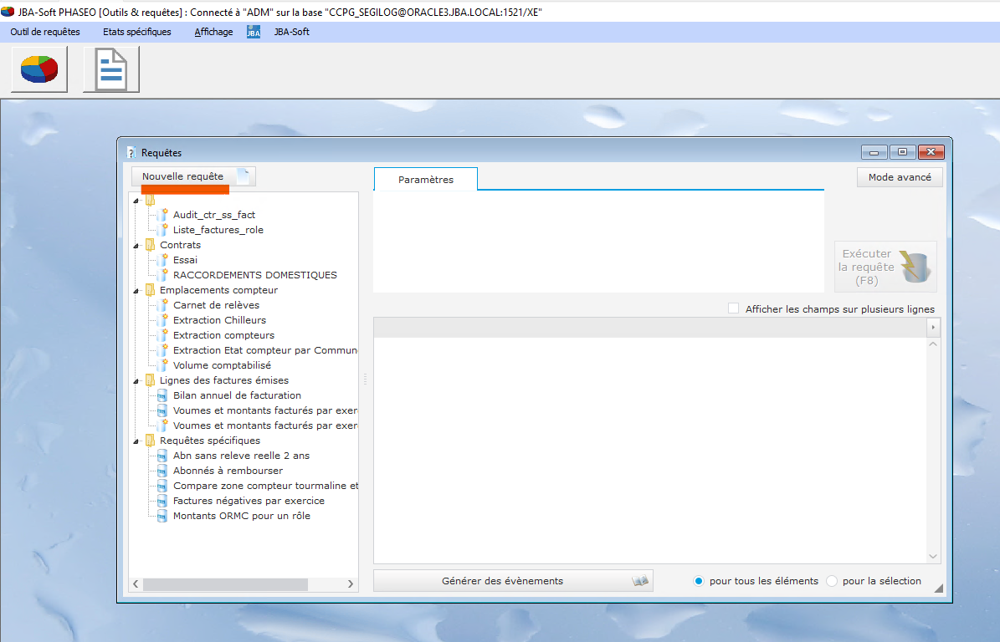 JBA-Soft PHASEO [Outils & requêtes] : Connecté à "ADM" sur la base "CCPG_SEGILOG@ORACLE3.JBA.LOCAL:1521/XE"
Outil de requêtes Etats spécifiques Affichage JBA JBA-Soft
Requêtes
Nouvelle requête
Paramètres
Mode avancé
Audit_ctr_ss_fact
Liste_factures_role
Contrats
Essai
RACCORDEMENTS DOMESTIQUES
Emplacements compteur
Carnet de relèves
Extraction Chilleurs
Extraction compteurs
Extraction Etat compteur par Commun
Volume comptabilisé
Lignes des factures émises
Bilan annuel de facturation
Voumes et montants facturés par exer
Voumes et montants facturés par exer
Requêtes spécifiques
Abn sans releve reelle 2 ans
Abonnés à rembourser
Compare zone compteur tourmaline et
Factures négatives par exercice
Montants ORMC pour un rôle
Exécuter
la requête
(F8)
Afficher les champs sur plusieurs lignes
Générer des évènements
pour tous les éléments
pour la sélection